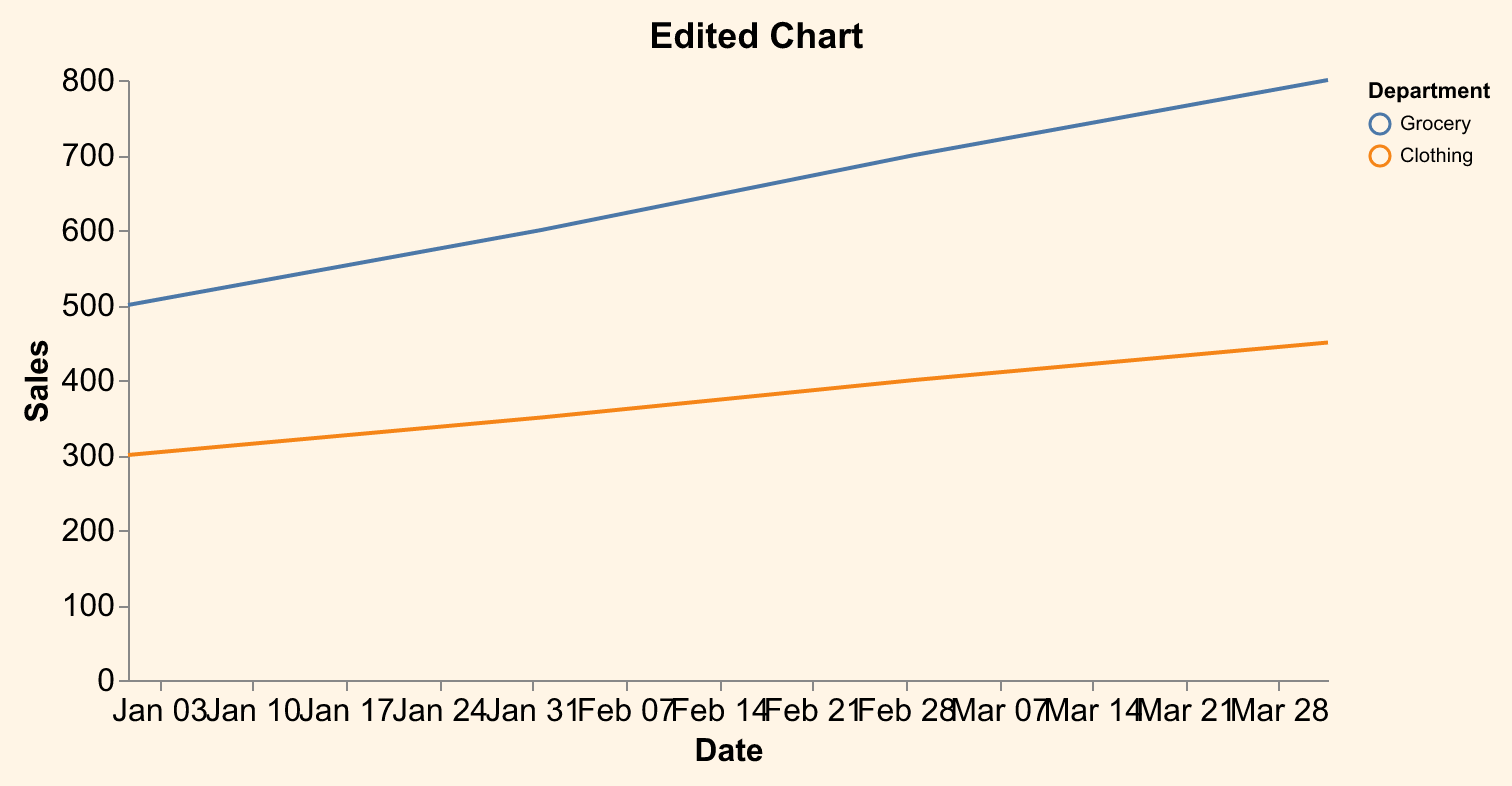 Edited Chart
800
700
600
500
400
300
200
100
0
Sales
Jan 03 Jan 10 Jan 17 Jan 24 Jan 31 Feb 07 Feb 14 Feb 21 Feb 28 Mar 07 Mar 14 Mar 21 Mar 28
Date
Department
Grocery
Clothing